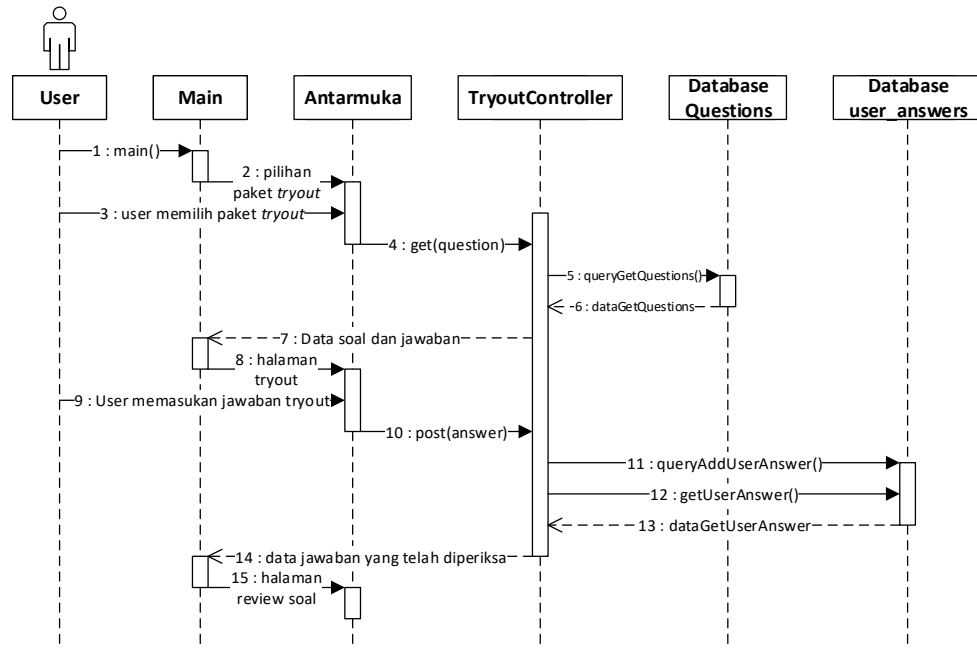 User
Main
Antarmuka
TryoutController
Database
Questions
Database
user_answers
1 : main()
2 : pilihan
paket tryout
3 : user memilih paket tryout
4 : get(question)
5 : queryGetQuestions()
6 : dataGetQuestions
7 : Data soal dan jawaban
8 : halaman
tryout
9 : User memasukan jawaban tryout
10 : post(answer)
11 : queryAddUserAnswer()
12 : getUserAnswer()
13 : dataGetUserAnswer
14 : data jawaban yang telah diperiksa
15 : halaman
review soal